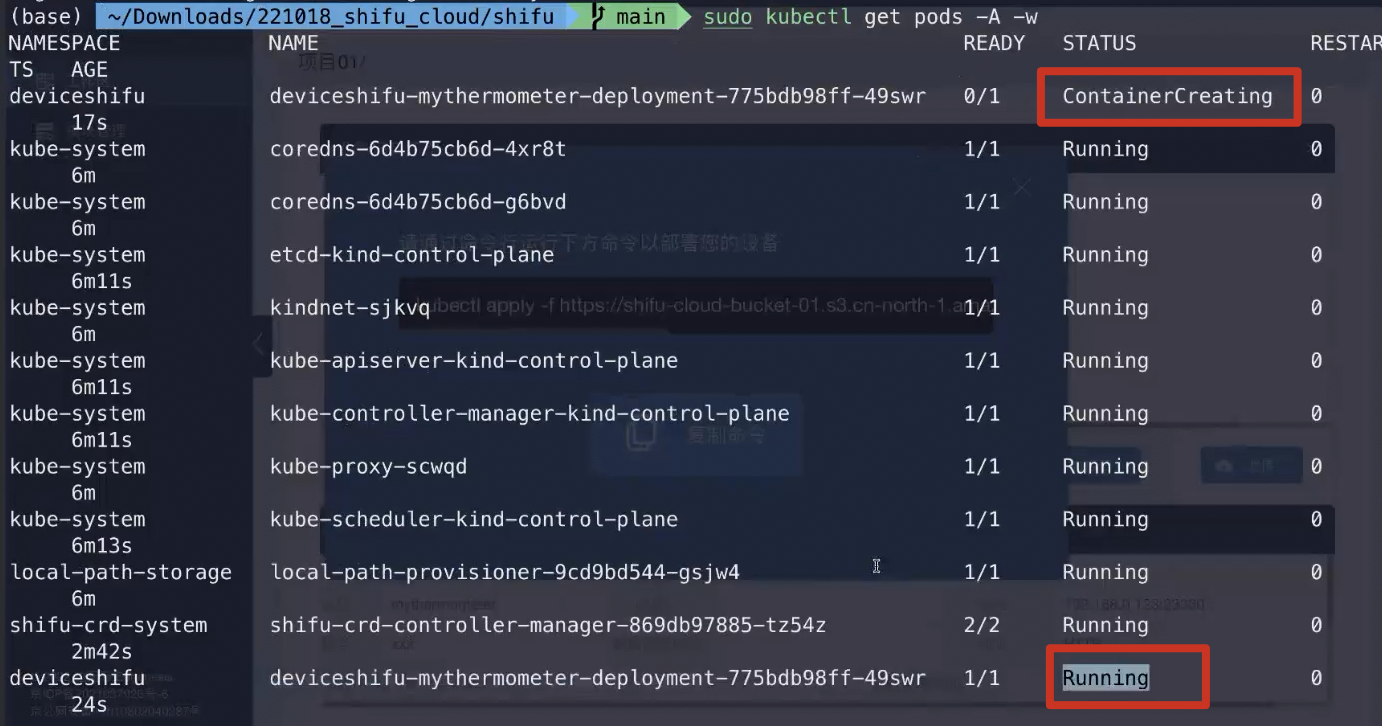 (base) ~/Downloads/221018_shifu_cloud/shifu main sudo kubectl get pods -A -w
NAMESPACE NAME READY STATUS RESTAR
TS AGE
项目01/
deviceshifu deviceshifu-mythermometer-deployment-775bdb98ff-49swr 0/1 ContainerCreating 0
17s
kube-system coredns-6d4b75cb6d-4xr8t 1/1 Running 0
6m
kube-system coredns-6d4b75cb6d-g6bvd 1/1 Running 0
6m
请通过命令行运行下方命令以部署您的设备
kube-system etcd-kind-control-plane 1/1 Running 0
6m11s
kube-system kindnet-sjkvq 1/1 Running 0
kubectl apply -f https://shifu-cloud-bucket-01.s3.cn-north-1.
6m
kube-system kube-apiserver-kind-control-plane 1/1 Running 0
6m11s
kube-system kube-controller-manager-kind-control-plane 1/1 Running 0
复制命令
6m11s
kube-system kube-proxy-scwqd 1/1 Running 0
6m
kube-system kube-scheduler-kind-control-plane 1/1 Running 0
6m13s
local-path-storage local-path-provisioner-9cd9bd544-gsjw4 1/1 Running 0
6m
mythermometer
shifu-crd-system shifu-crd-controller-manager-869db97885-tz54z 2/2 Running 0
2m42s
deviceshifu deviceshifu-mythermometer-deployment-775bdb98ff-49swr 1/1 Running 0
24s